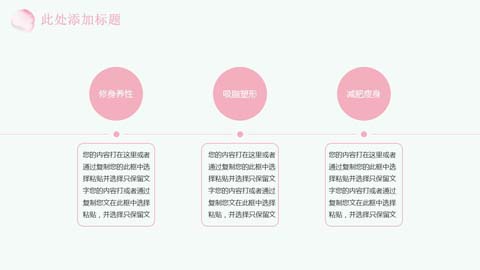 此处添加标题
修身养性
吸脂塑形
减肥瘦身
您的内容打在这里或者
通过复制您的此框中选
择粘贴并选择只保留文
字您的内容打或者通过
复制您文在此框中选择
粘贴，并选择只保留文
您的内容打在这里或者
通过复制您的此框中选
择粘贴并选择只保留文
字您的内容打或者通过
复制您文在此框中选择
粘贴，并选择只保留文
您的内容打在这里或者
通过复制您的此框中选
择粘贴并选择只保留文
字您的内容打或者通过
复制您文在此框中选择
粘贴，并选择只保留文